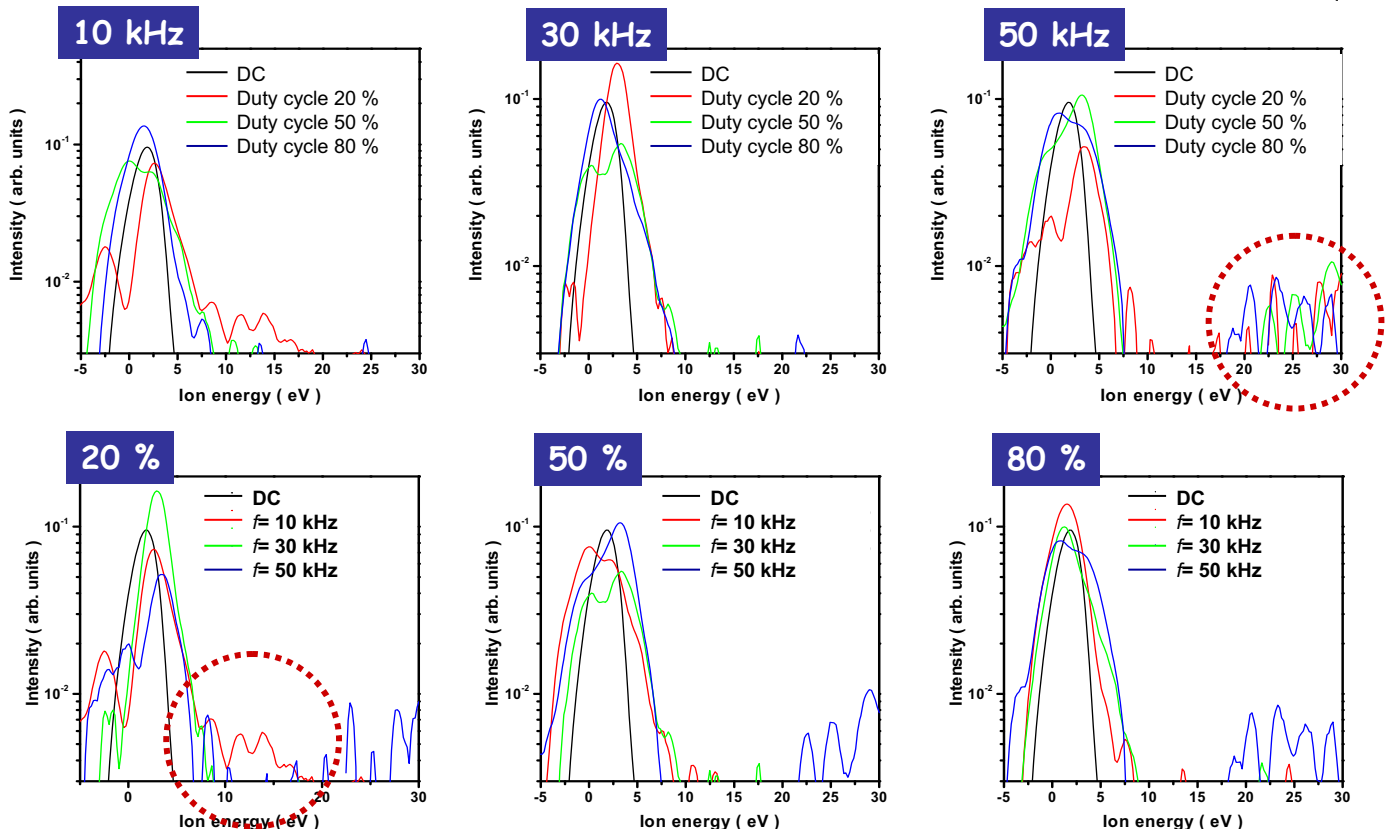 10 kHz
DC
Duty cycle 20 %
Duty cycle 50 %
Duty cycle 80 %
Intensity ( arb. units )
10⁻¹
10⁻²
-5 0 5 10 15 20 25 30
Ion energy ( eV )
30 kHz
DC
Duty cycle 20 %
Duty cycle 50 %
Duty cycle 80 %
Intensity ( arb. units )
10⁻¹
10⁻²
-5 0 5 10 15 20 25 30
Ion energy ( eV )
50 kHz
DC
Duty cycle 20 %
Duty cycle 50 %
Duty cycle 80 %
Intensity ( arb. units )
10⁻¹
10⁻²
-5 0 5 10 15 20 25 30
Ion energy ( eV )
20 %
DC
f= 10 kHz
f= 30 kHz
f= 50 kHz
Intensity ( arb. units )
10⁻¹
10⁻²
0 10 20 30
Ion energy ( eV )
50 %
DC
f= 10 kHz
f= 30 kHz
f= 50 kHz
Intensity ( arb. units )
10⁻¹
10⁻²
-5 0 5 10 15 20 25 30
Ion energy ( eV )
80 %
DC
f= 10 kHz
f= 30 kHz
f= 50 kHz
Intensity ( arb. units )
10⁻¹
10⁻²
-5 0 5 10 15 20 25 30
Ion energy ( eV )